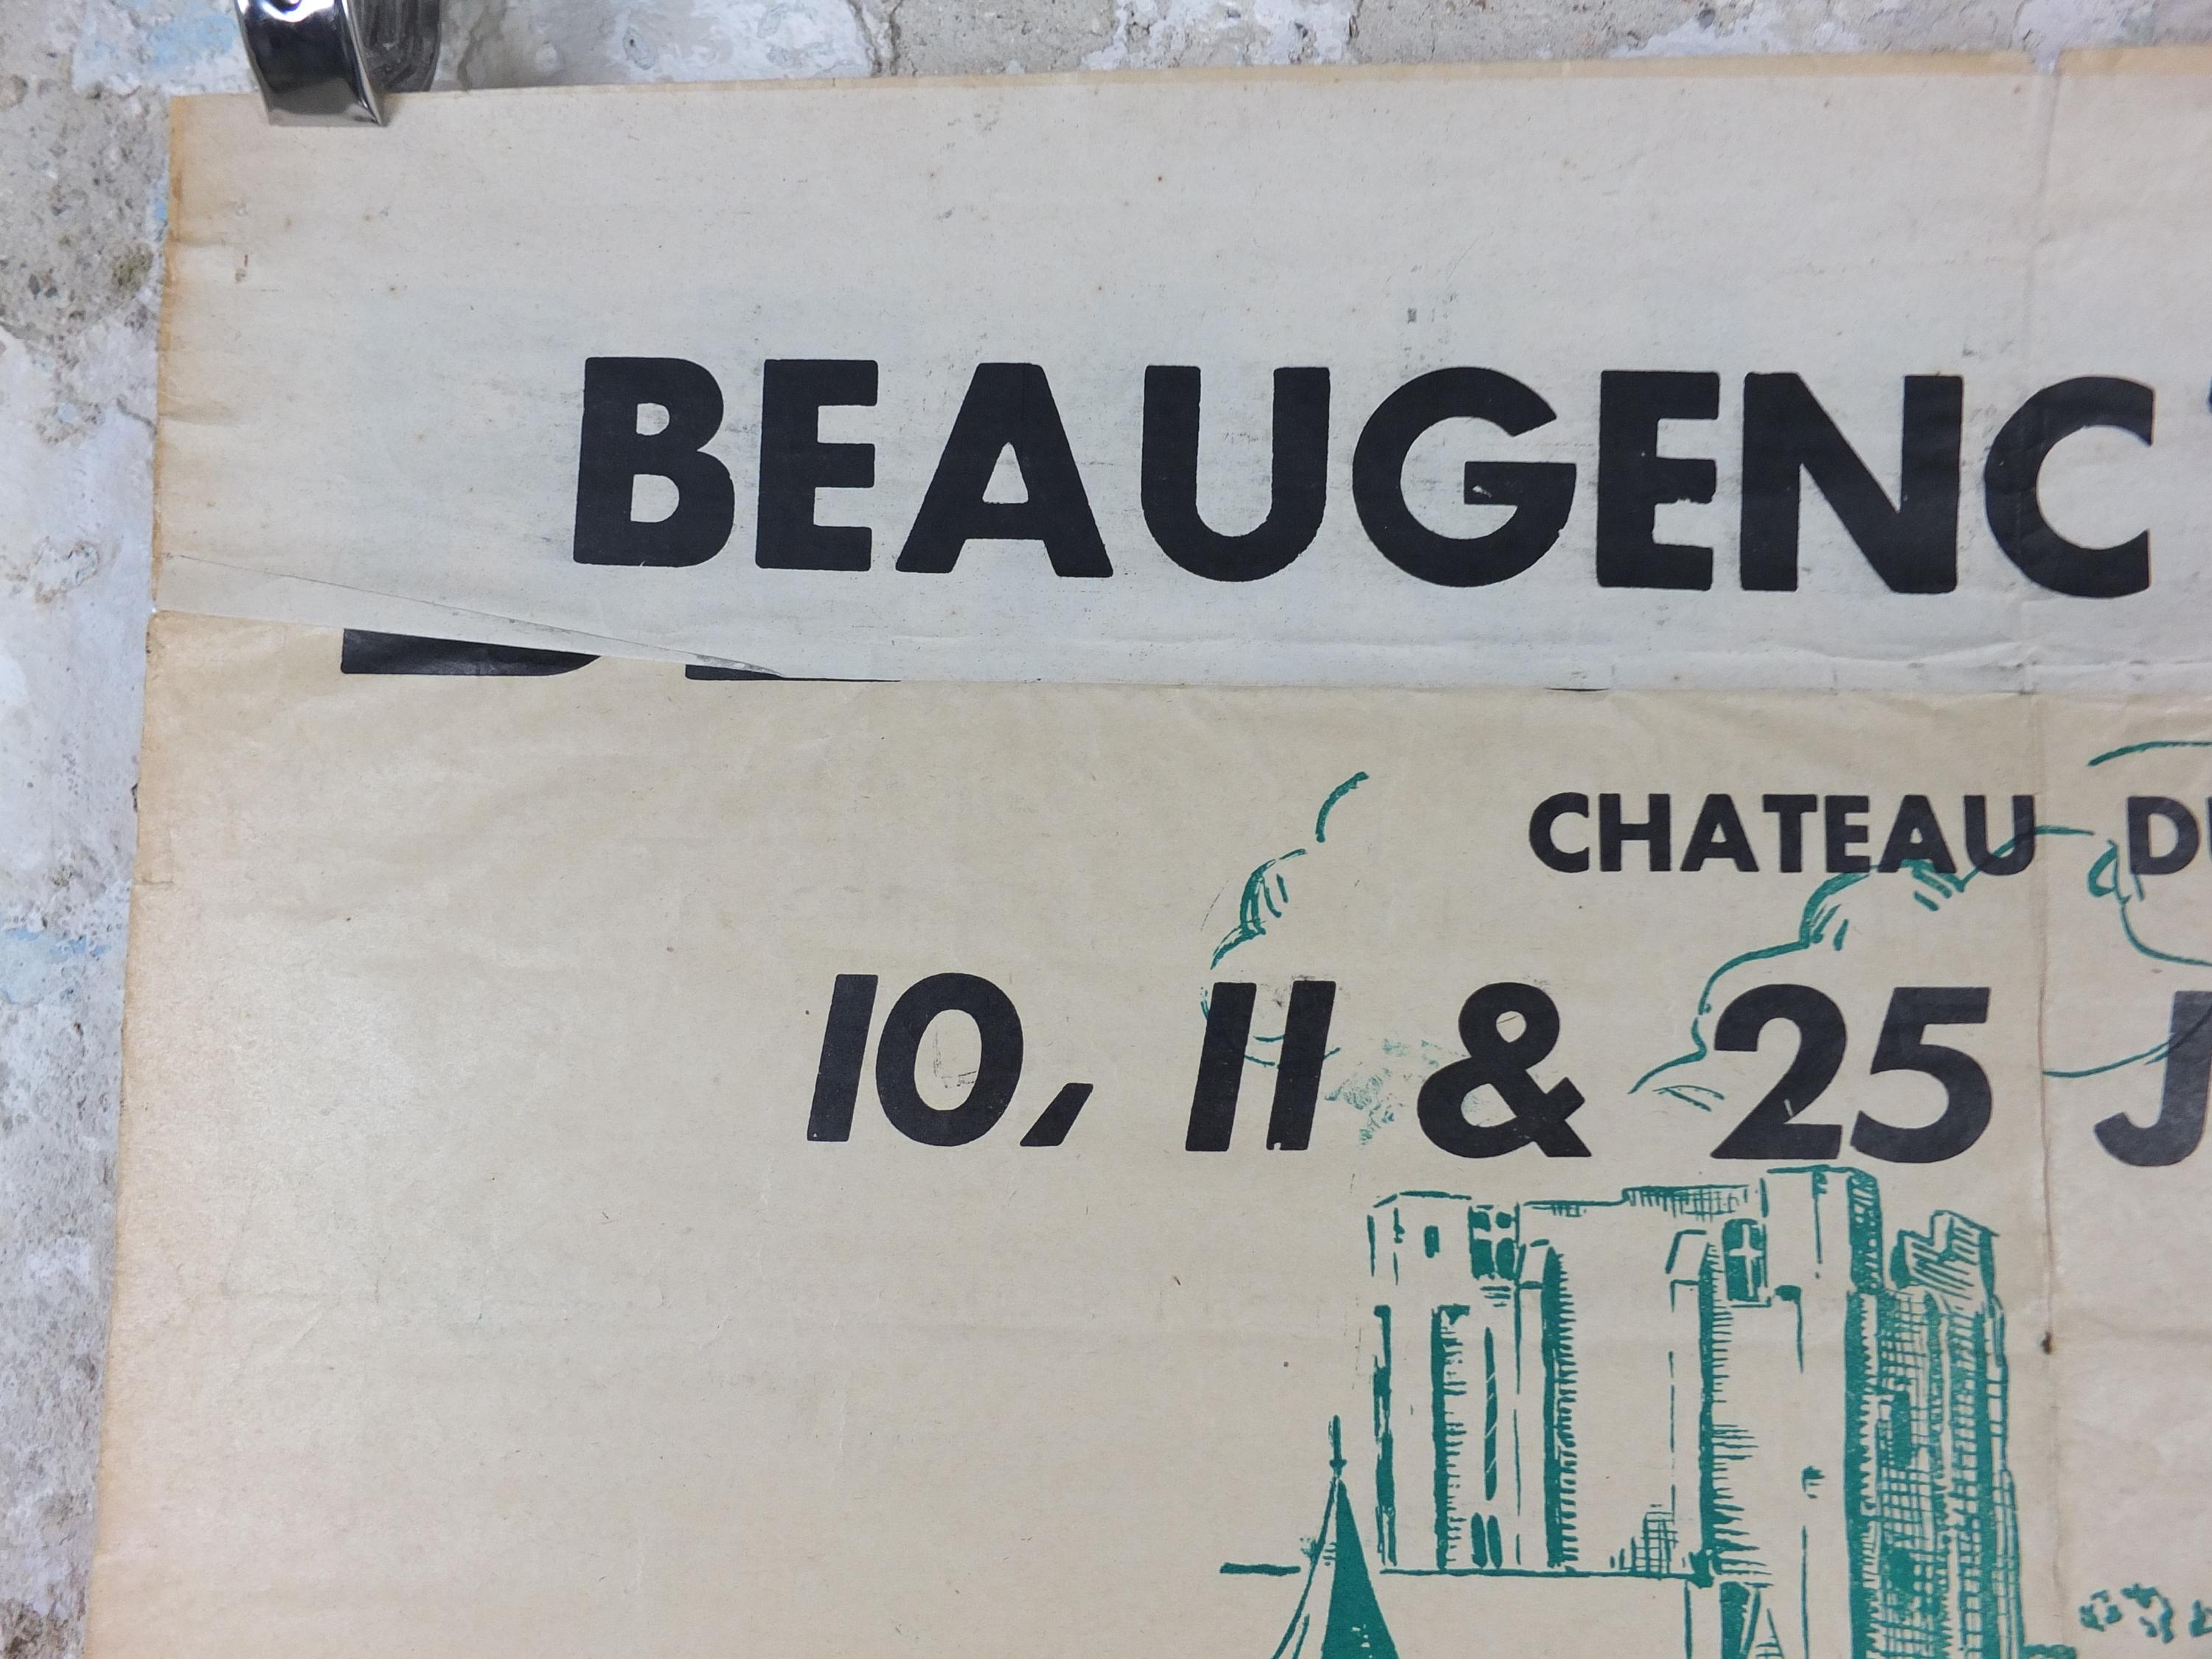 BEAUGENC
CHATEAU D
10, 11 & 25 J